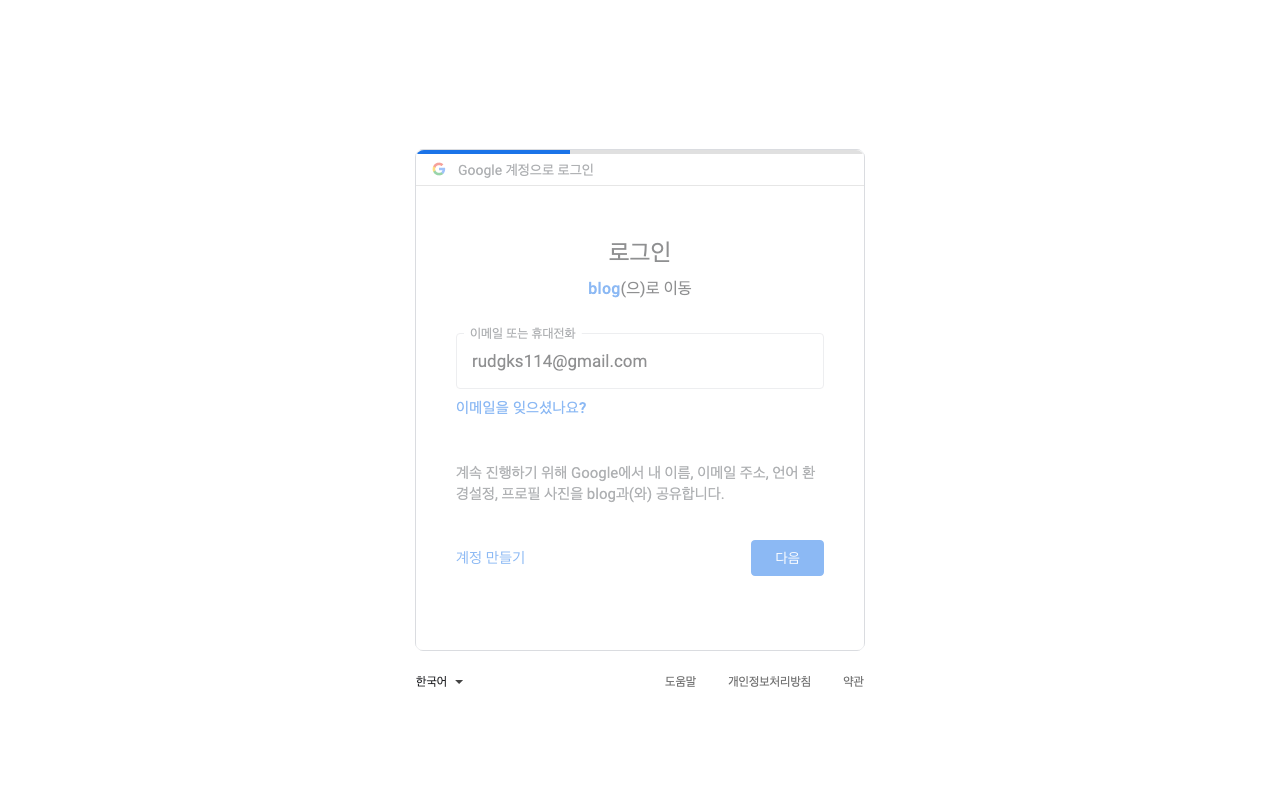 Google 계정으로 로그인
로그인
blog(으)로 이동
이메일 또는 휴대전화
rudgks114@gmail.com
이메일을 잊으셨나요?
계속 진행하기 위해 Google에서 내 이름, 이메일 주소, 언어 환
경설정, 프로필 사진을 blog과(와) 공유합니다.
계정 만들기
다음
한국어
도움말
개인정보처리방침
약관